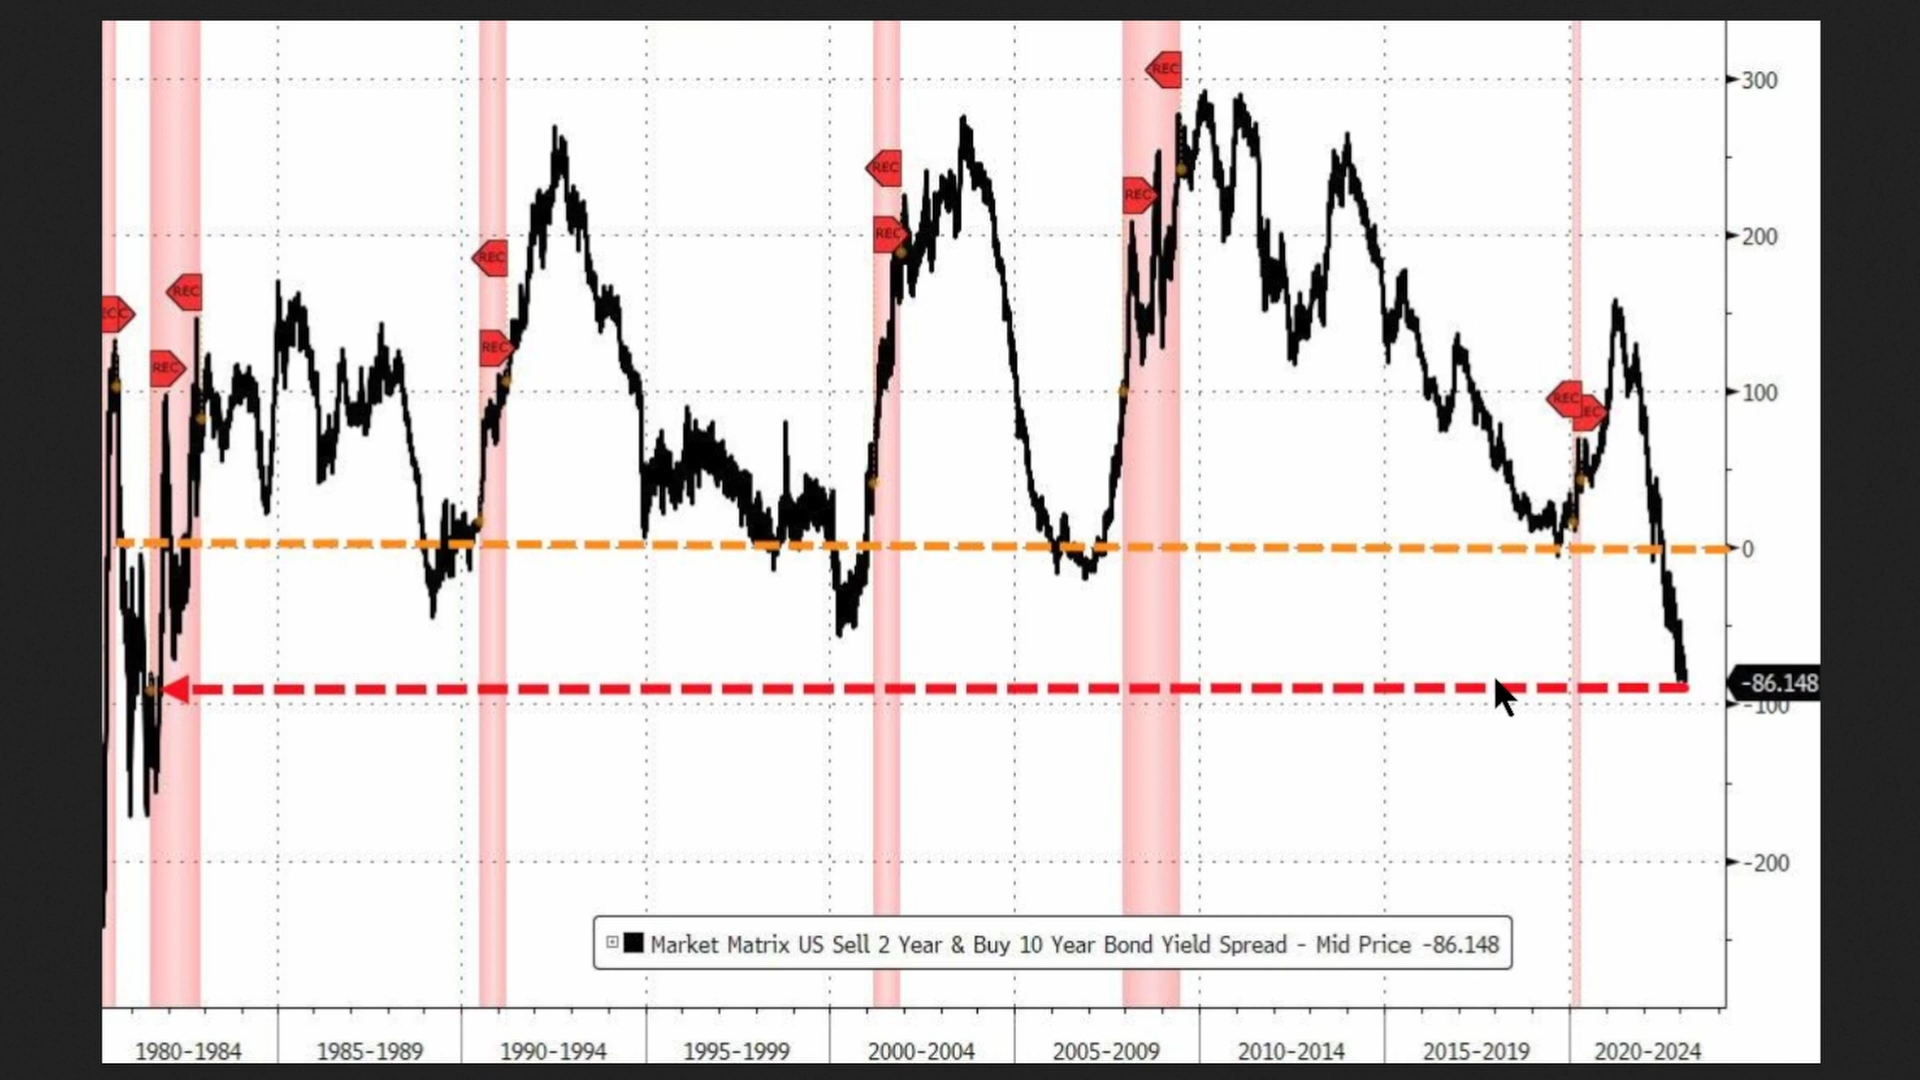 REC
300
REC
REC
REC
200
REC
REC
REC
REC
REC
REC
100
REC
0
-86.148
-100
-200
Market Matrix US Sell 2 Year & Buy 10 Year Bond Yield Spread - Mid Price -86.148
1980-1984 1985-1989 1990-1994 1995-1999 2000-2004 2005-2009 2010-2014 2015-2019 2020-2024